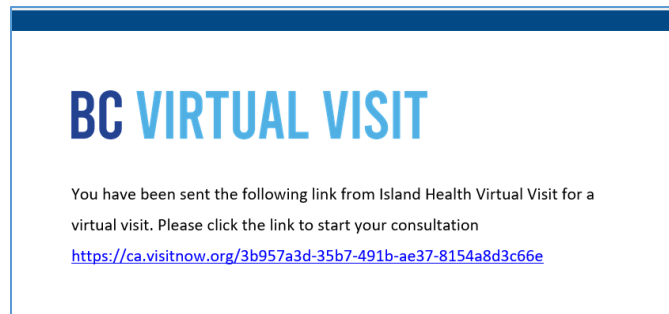 BC VIRTUAL VISIT
You have been sent the following link from Island Health Virtual Visit for a
virtual visit. Please click the link to start your consultation
https://ca.visitnow.org/3b957a3d-35b7-491b-ae37-8154a8d3c66e